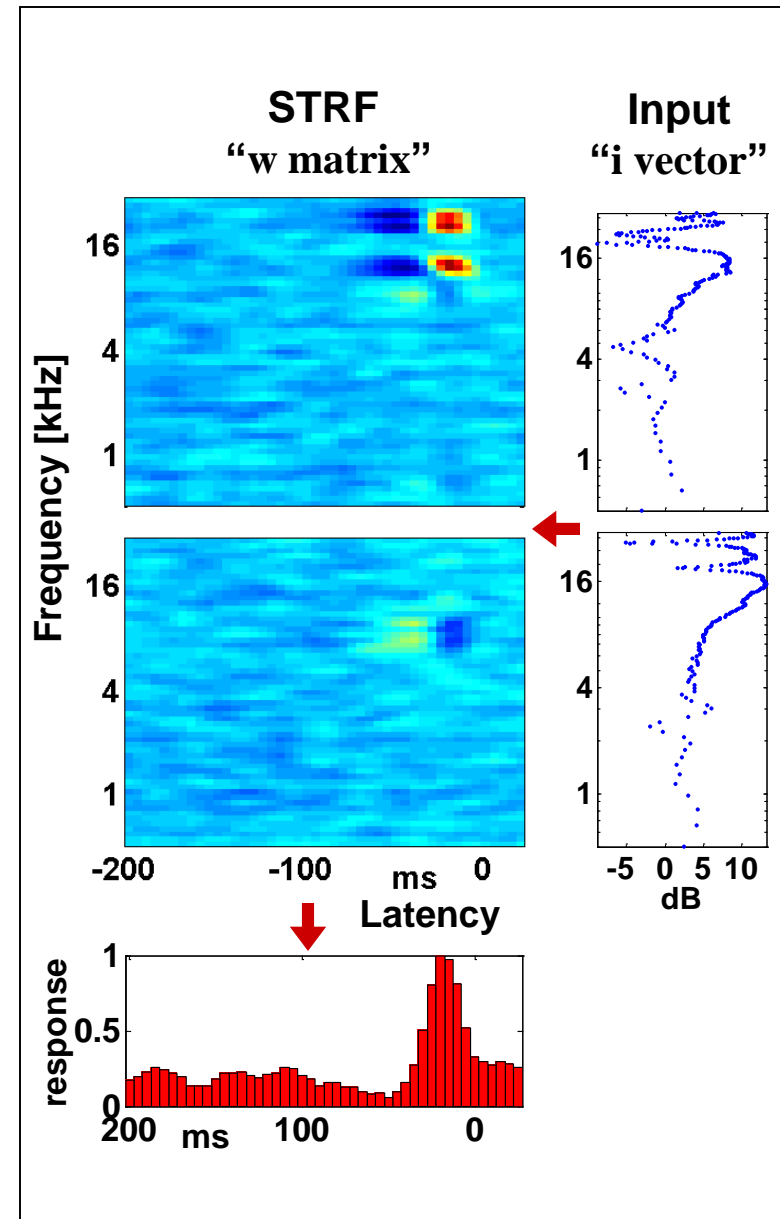 STRF
“w matrix”
Input
“i vector”
Frequency [kHz]
16
4
1
16
4
1
16
4
1
16
4
1
-200 -100 ms 0
Latency
-5 0 5 10
dB
response
1
0.5
0
200 ms 100 0